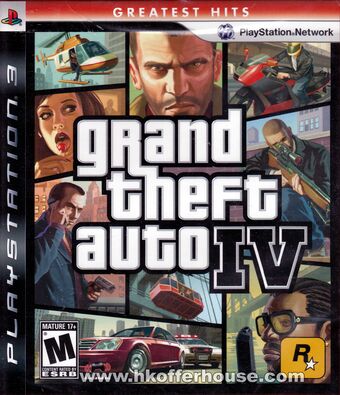 GREATEST HITS
PlayStation Network
PLAYSTATION 3
grand
theft
auto IV
MATURE 17+
M
CONTENT RATED BY
ESRB
R
www.hkofferhouse.com